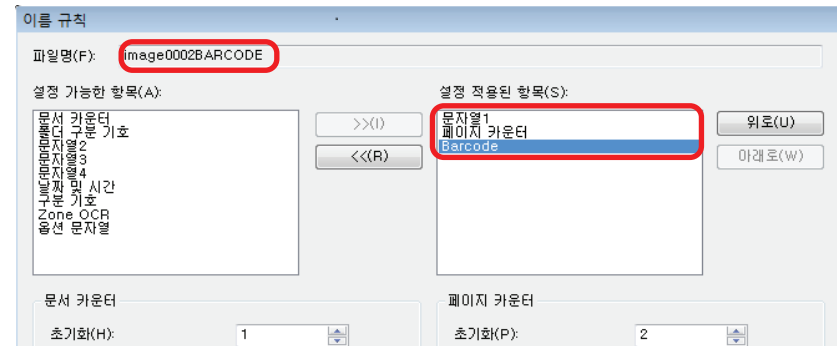 이름 규칙
파일명(F): image0002BARCODE
설정 가능한 항목(A):
문서 카운터
폴더 구분 기호
문자열2
문자열3
문자열4
날짜 및 시간
구분 기호
Zone OCR
옵션 문자열
>>(I)
<<(R)
설정 적용된 항목(S):
문자열1
페이지 카운터
Barcode
위로(U)
아래로(W)
문서 카운터
초기화(H): 1
페이지 카운터
초기화(P): 2